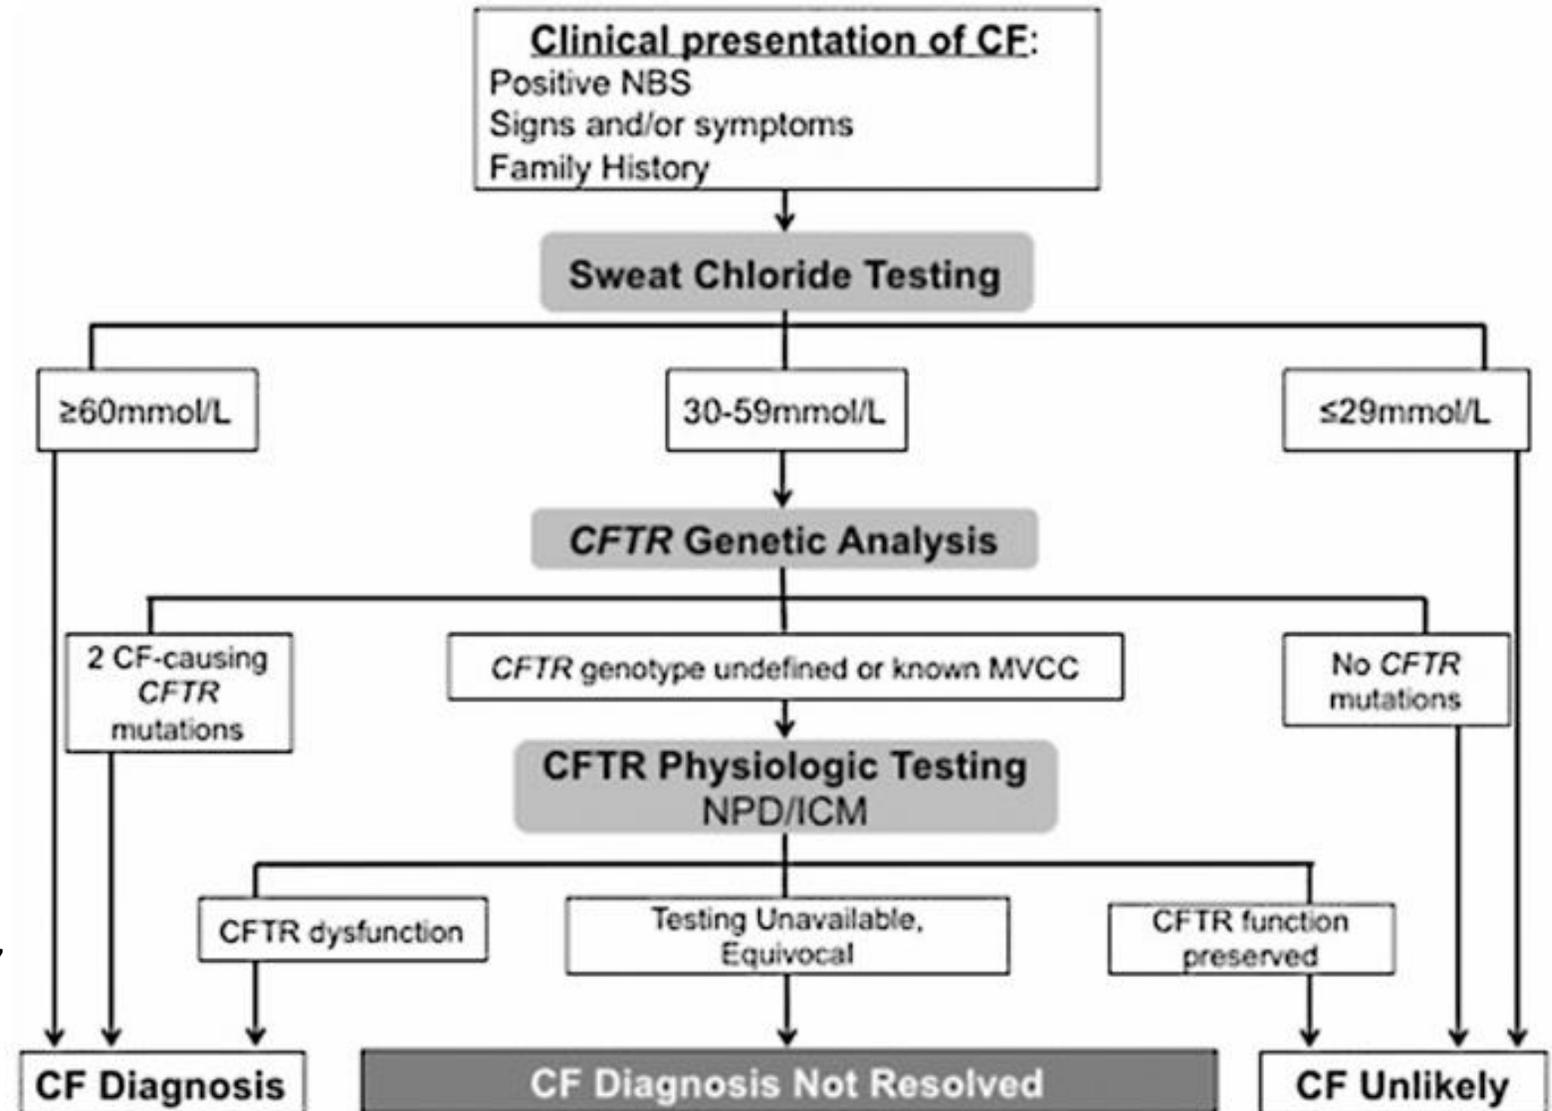 Clinical presentation of CF:
Positive NBS
Signs and/or symptoms
Family History
Sweat Chloride Testing
≥60mmol/L
30-59mmol/L
≤29mmol/L
CFTR Genetic Analysis
2 CF-causing
CFTR
mutations
CFTR genotype undefined or known MVCC
No CFTR
mutations
CFTR Physiologic Testing
NPD/ICM
CFTR dysfunction
Testing Unavailable,
Equivocal
CFTR function
preserved
CF Diagnosis
CF Diagnosis Not Resolved
CF Unlikely